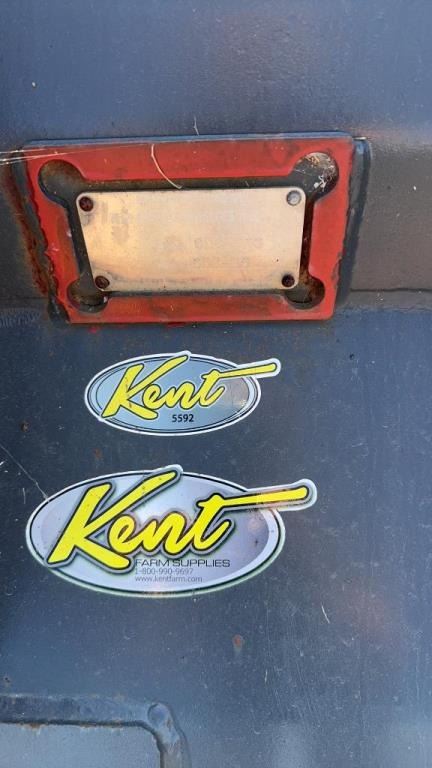 Kent
5592
Kent
FARM SUPPLIES
1-800-990-9697
www.kentfarm.com